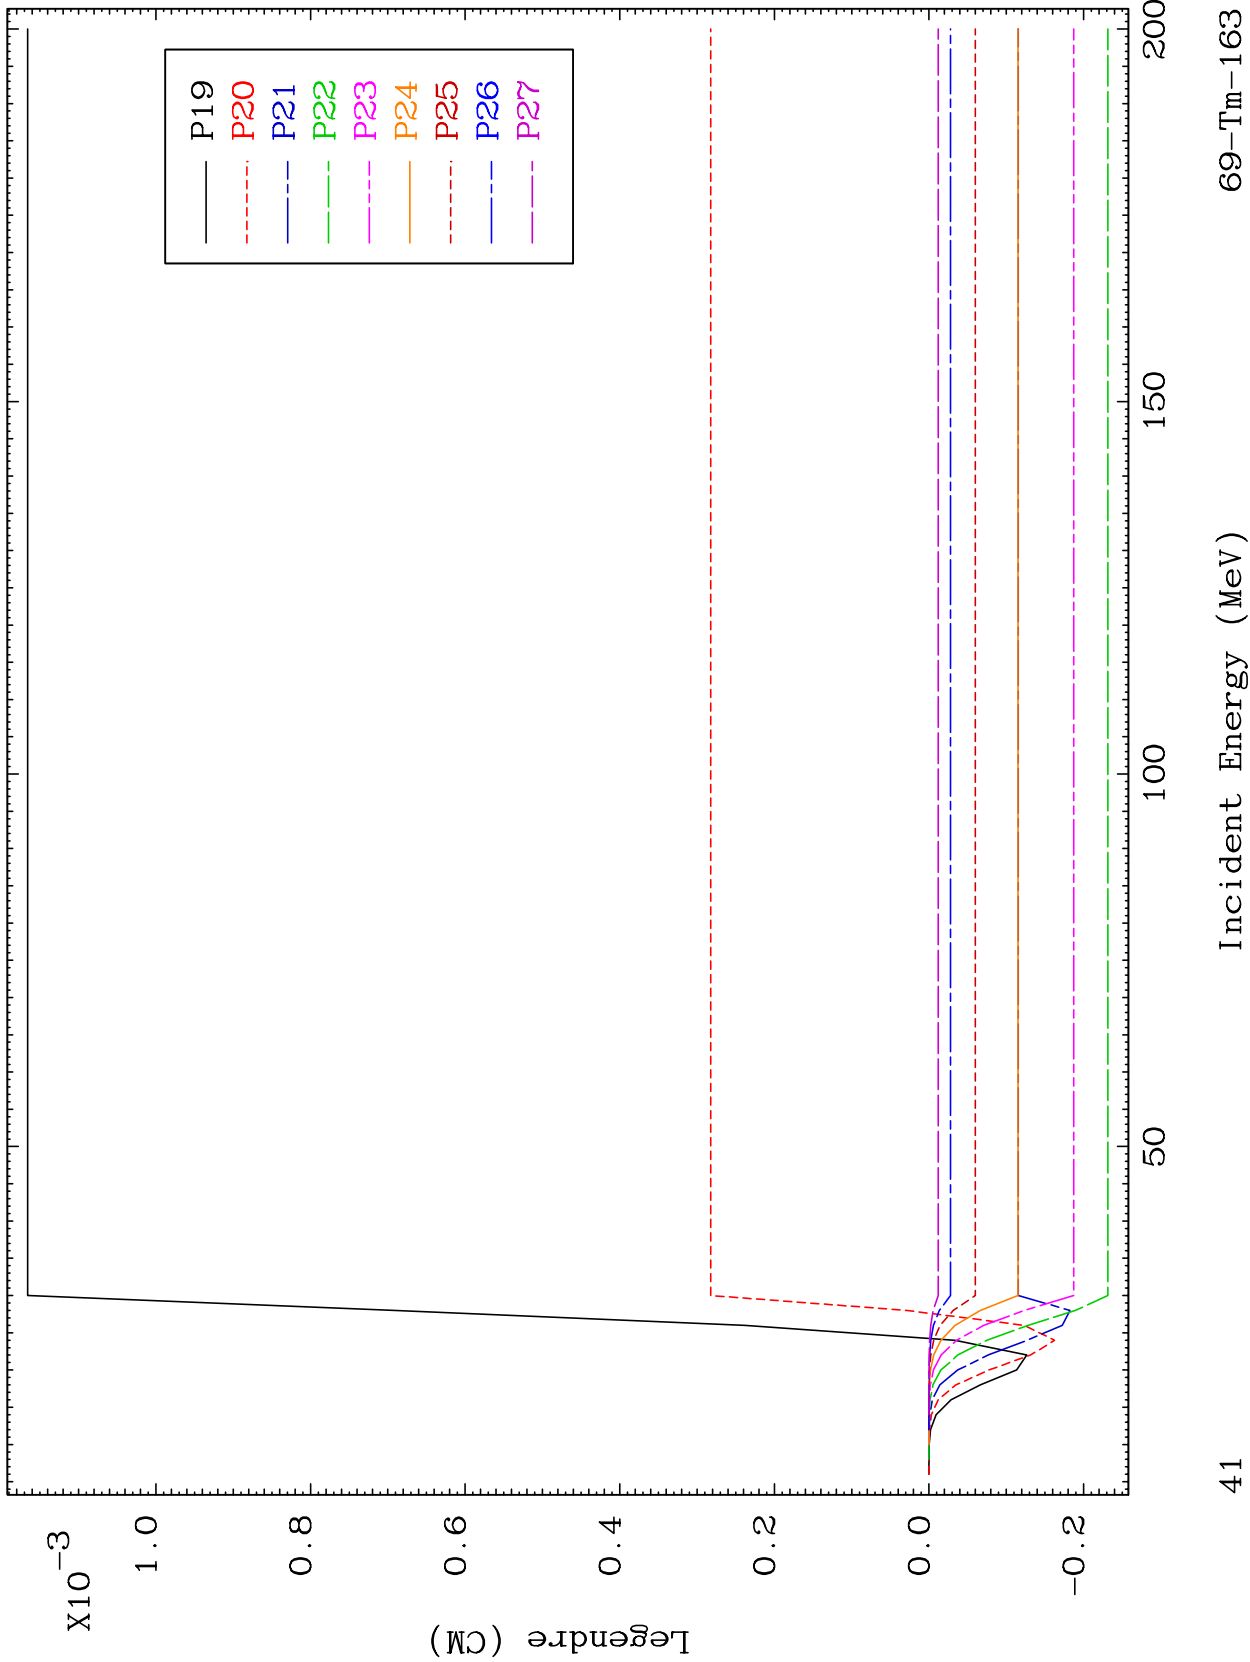 X10−3
1.0
0.8
0.6
0.4
0.2
0.0
−0.2
Legendre (CM)
P19
P20
P21
P22
P23
P24
P25
P26
P27
50
100
150
200
Incident Energy (MeV)
41
69−Tm−163